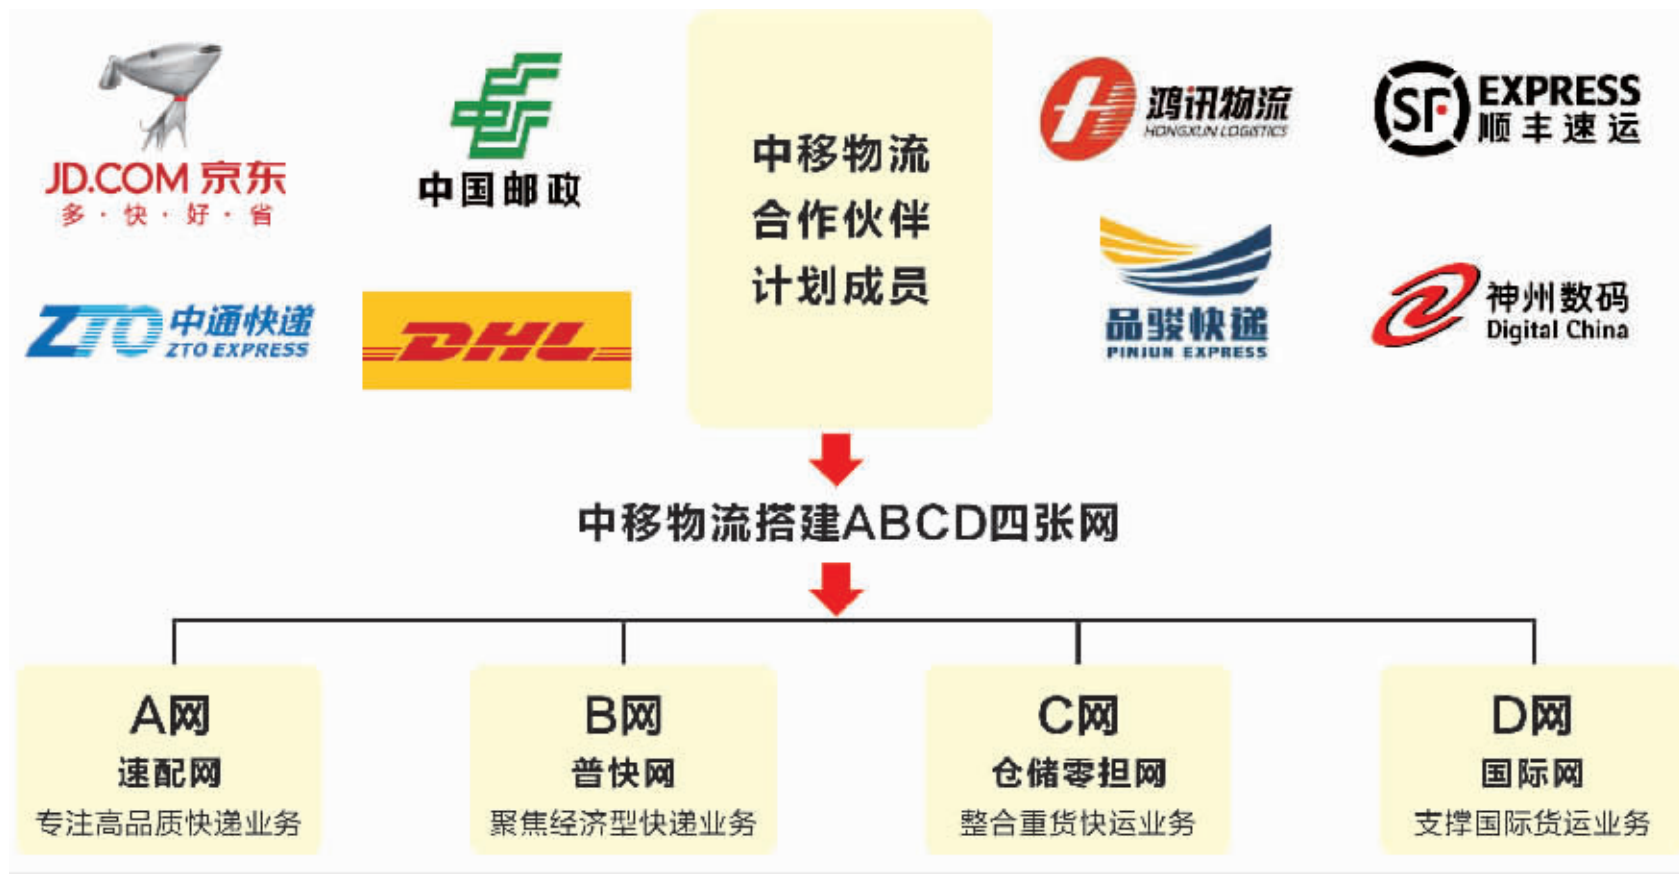 JD.COM 京东
多·快·好·省
中国邮政
ZTO 中通快递
ZTO EXPRESS
DHL
中移物流
合作伙伴
计划成员
鸿讯物流
HONGXUN LOGISTICS
SF EXPRESS
顺丰速运
品骏快递
PINJUN EXPRESS
神州数码
Digital China
中移物流搭建ABCD四张网
A网
速配网
专注高品质快递业务
B网
普快网
聚焦经济型快递业务
C网
仓储零担网
整合重货快运业务
D网
国际网
支撑国际货运业务